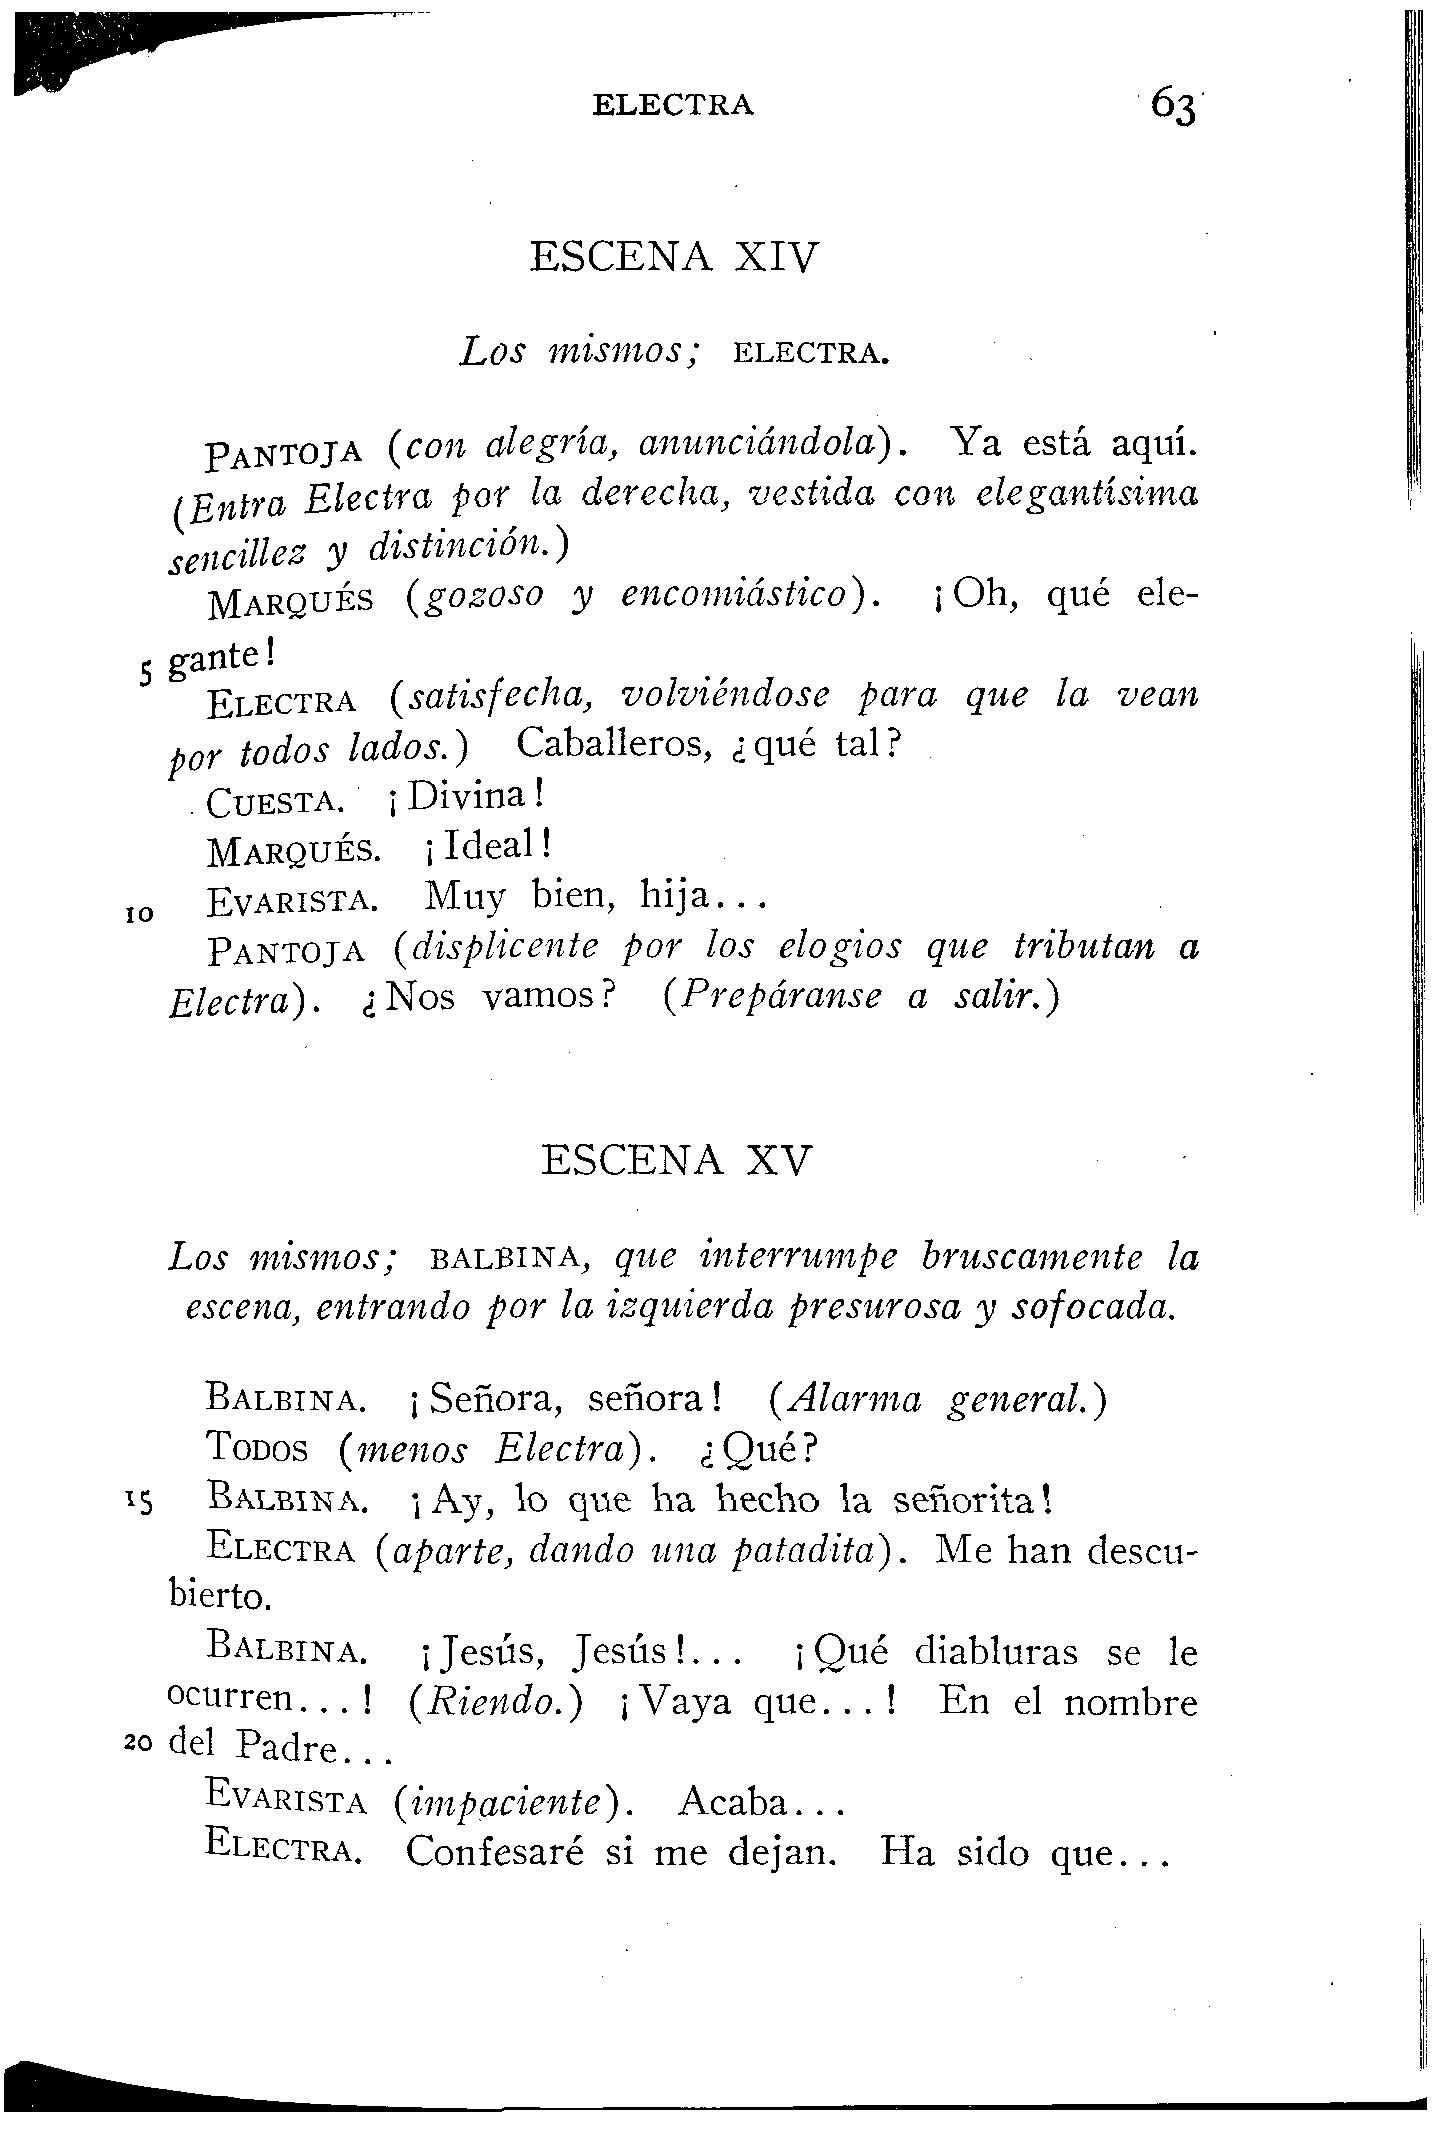 ELECTRA 63
ESCENA XIV
Los mismos; ELECTRA.
PANTOJA (con alegría, anunciándola). Ya está aquí.
(Entra Electra por la derecha, vestida con elegantísima
sencillez y distinción.)
MARQUÉS (gozoso y encomiástico). ¡Oh, qué ele-
5 gante!
ELECTRA (satisfecha, volviéndose para que la vean
por todos lados.) Caballeros, ¿qué tal?
CUESTA. ¡Divina!
MARQUÉS. ¡Ideal!
10 EVARISTA. Muy bien, hija...
PANTOJA (displicente por los elogios que tributan a
Electra). ¿Nos vamos? (Prepáranse a salir.)
ESCENA XV
Los mismos; BALBINA, que interrumpe bruscamente la
escena, entrando por la izquierda presurosa y sofocada.
BALBINA. ¡Señora, señora! (Alarma general.)
TODOS (menos Electra). ¿Qué?
15 BALBINA. ¡Ay, lo que ha hecho la señorita!
ELECTRA (aparte, dando una patadita). Me han descu-
bierto.
BALBINA. ¡Jesús, Jesús!... ¡Qué diabluras se le
ocurren...! (Riendo.) ¡Vaya que...! En el nombre
20 del Padre...
EVARISTA (impaciente). Acaba...
ELECTRA. Confesaré si me dejan. Ha sido que...